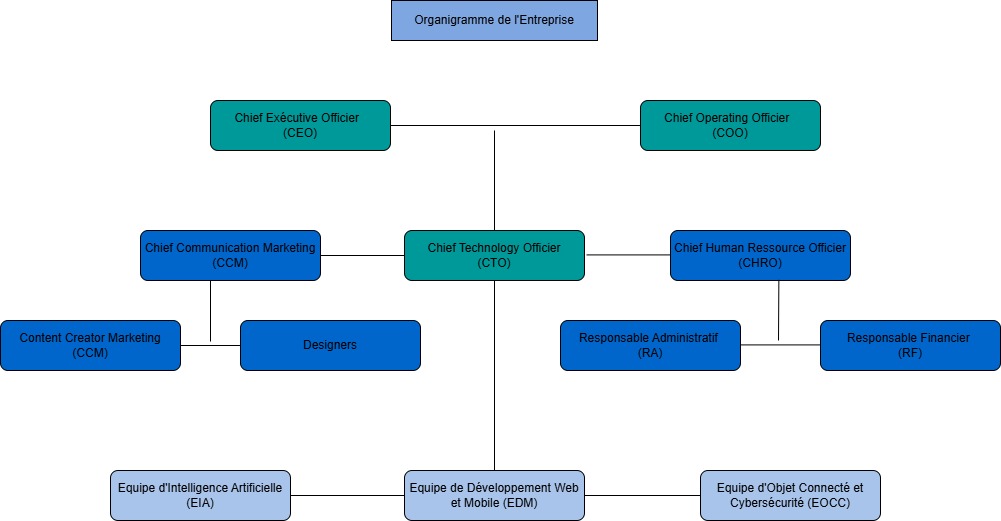 Organigramme de l'Entreprise
Chief Exécutive Officier
(CEO)
Chief Operating Officier
(COO)
Chief Communication Marketing
(CCM)
Chief Technology Officier
(CTO)
Chief Human Ressource Officier
(CHRO)
Content Creator Marketing
(CCM)
Designers
Responsable Administratif
(RA)
Responsable Financier
(RF)
Equipe d'Intelligence Artificielle
(EIA)
Equipe de Développement Web
et Mobile (EDM)
Equipe d'Objet Connecté et
Cybersécurité (EOCC)